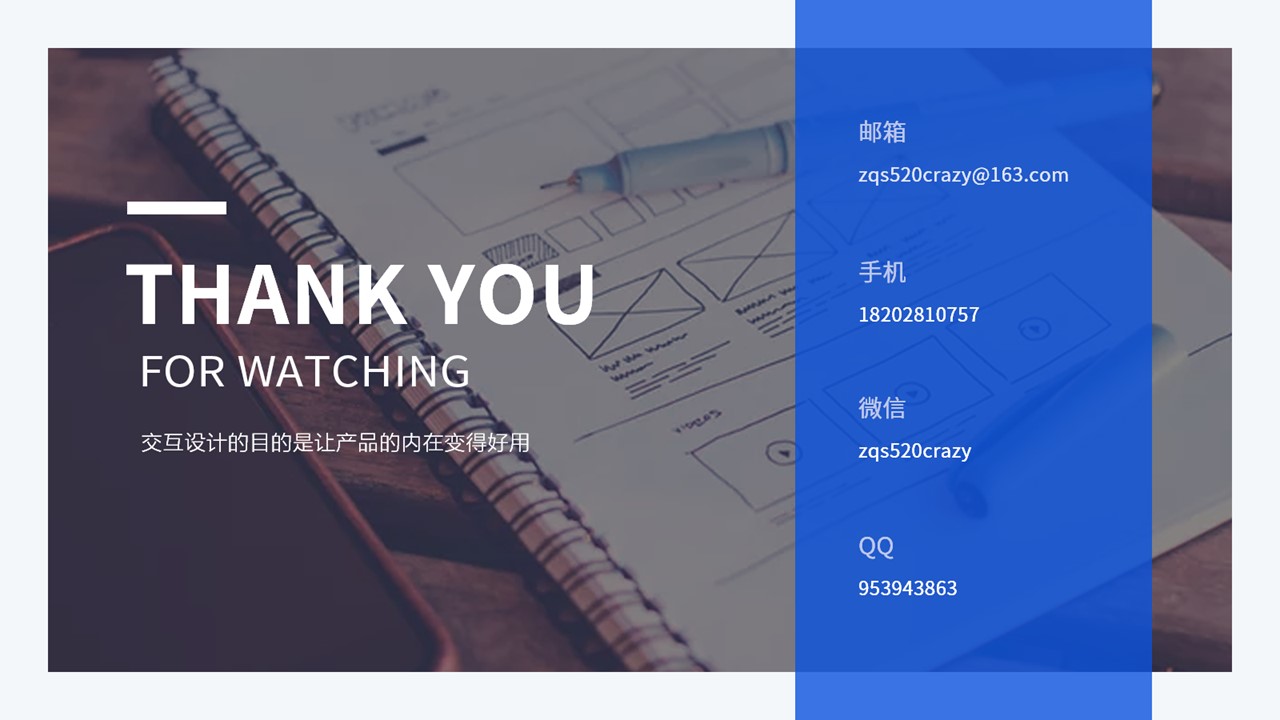 THANK YOU
FOR WATCHING
交互设计的目的是让产品的内在变得好用
邮箱
zqs520crazy@163.com
手机
18202810757
微信
zqs520crazy
QQ
953943863